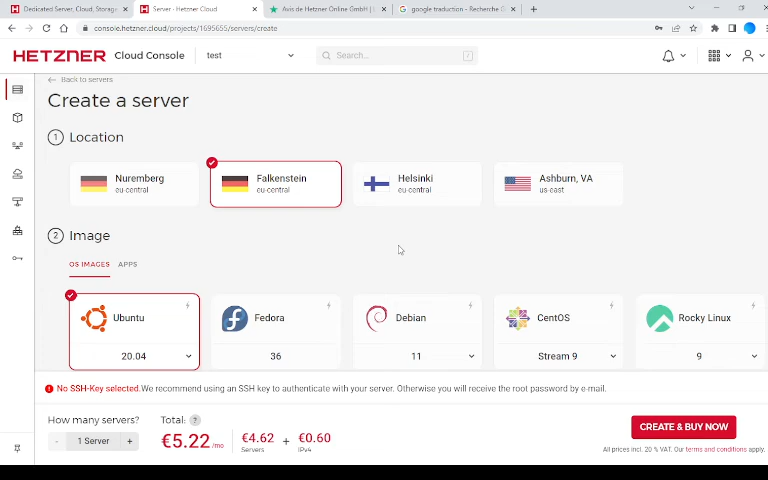 Dedicated Server, Cloud, Storag
Server · Hetzner Cloud
Avis de Hetzner Online GmbH |
google traduction - Recherche G
console.hetzner.cloud/projects/1695655/servers/create
HETZNER Cloud Console
test
Search...
Back to servers
Create a server
1 Location
Nuremberg
eu-central
Falkenstein
eu-central
Helsinki
eu-central
Ashburn, VA
us-east
2 Image
OS IMAGES APPS
Ubuntu
20.04
Fedora
36
Debian
11
CentOS
Stream 9
Rocky Linux
9
No SSH-Key selected. We recommend using an SSH key to authenticate with your server. Otherwise you will receive the root password by e-mail.
How many servers?
- 1 Server +
Total: ?
€5.22 /mo
€4.62
Servers
+
€0.60
IPv4
CREATE & BUY NOW
All prices incl. 20 % VAT. Our terms and conditions apply.